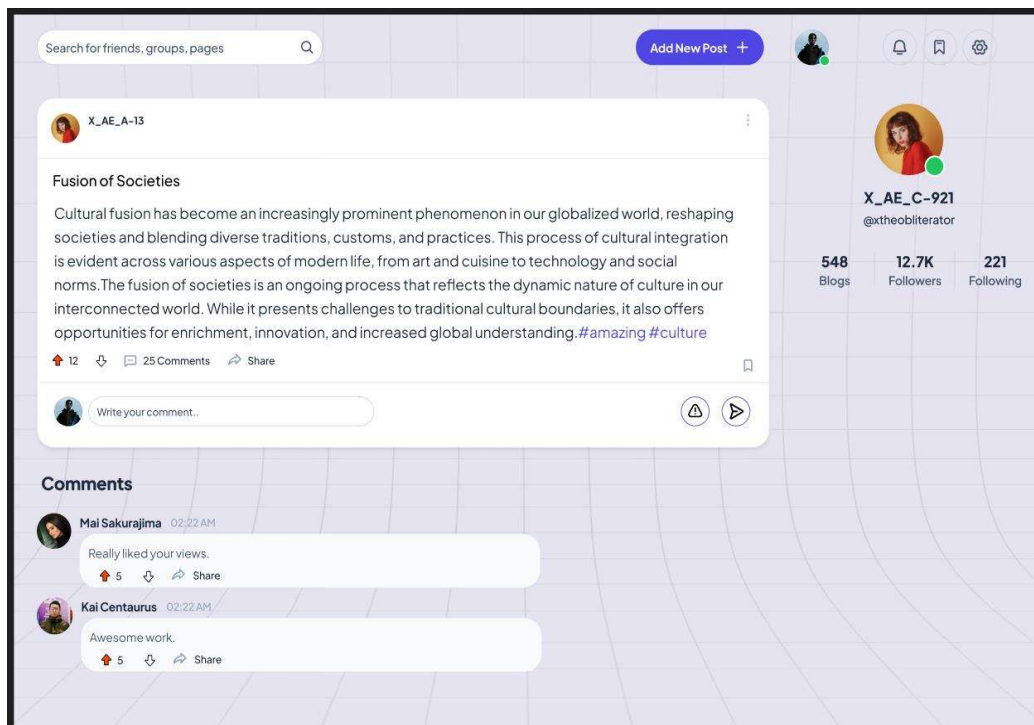 Search for friends, groups, pages
Add New Post +
X_AE_A-13
Fusion of Societies
Cultural fusion has become an increasingly prominent phenomenon in our globalized world, reshaping
societies and blending diverse traditions, customs, and practices. This process of cultural integration
is evident across various aspects of modern life, from art and cuisine to technology and social
norms.The fusion of societies is an ongoing process that reflects the dynamic nature of culture in our
interconnected world. While it presents challenges to traditional cultural boundaries, it also offers
opportunities for enrichment, innovation, and increased global understanding.#amazing #culture
12 25 Comments Share
Write your comment..
X_AE_C-921
@xtheobliterator
548 12.7K 221
Blogs Followers Following
Comments
Mai Sakurajima 02:22 AM
Really liked your views.
5 Share
Kai Centaurus 02:22 AM
Awesome work.
5 Share